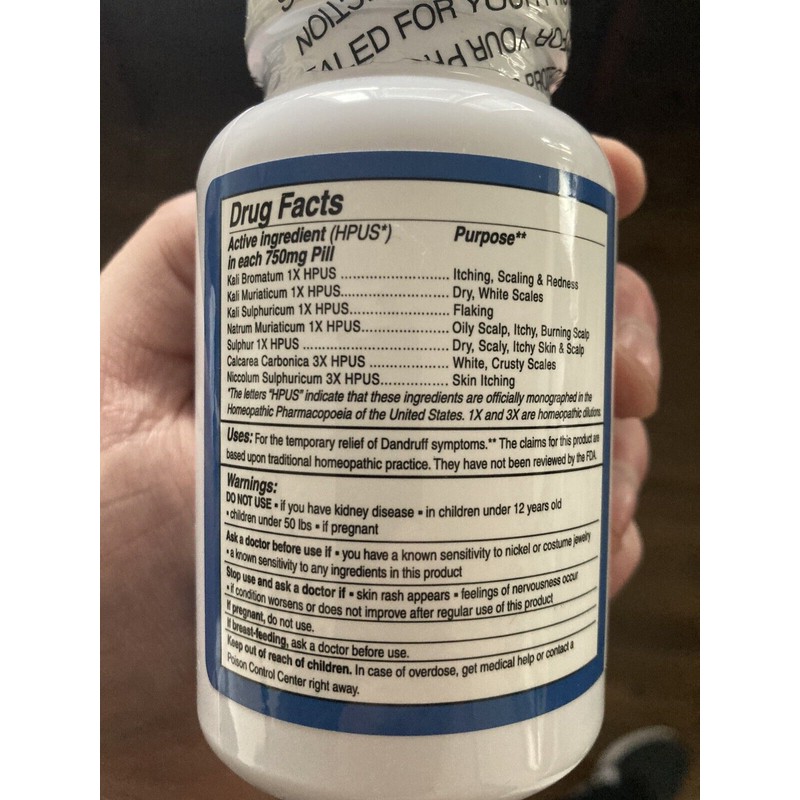 NOIT
ALED FOR YOUR
FOR YOUR PR
Drug Facts
Active ingredient (HPUS*) Purpose**
in each 750mg Pill
Kali Bromatum 1X HPUS ........................... Itching, Scaling & Redness
Kali Muriaticum 1X HPUS........................... Dry, White Scales
Kali Sulphuricum 1X HPUS......................... Flaking
Natrum Muriaticum 1X HPUS...................... Oily Scalp, Itchy, Burning Scalp
Sulphur 1X HPUS .................................... Dry, Scaly, Itchy Skin & Scalp
Calcarea Carbonica 3X HPUS .................... White, Crusty Scales
Niccolum Sulphuricum 3X HPUS................. Skin Itching
*The letters "HPUS" indicate that these ingredients are officially monographed in the
Homeopathic Pharmacopoeia of the United States. 1X and 3X are homeopathic dilutions.
Uses: For the temporary relief of Dandruff symptoms.** The claims for this product are
based upon traditional homeopathic practice. They have not been reviewed by the FDA.
Warnings:
DO NOT USE ▪ if you have kidney disease ▪ in children under 12 years old
▪ children under 50 lbs ▪ if pregnant
Ask a doctor before use if ▪ you have a known sensitivity to nickel or costume jewelry
▪ a known sensitivity to any ingredients in this product
Stop use and ask a doctor if ▪ skin rash appears ▪ feelings of nervousness occur
▪ if condition worsens or does not improve after regular use of this product
If pregnant, do not use.
If breast-feeding, ask a doctor before use.
Keep out of reach of children. In case of overdose, get medical help or contact a
Poison Control Center right away.